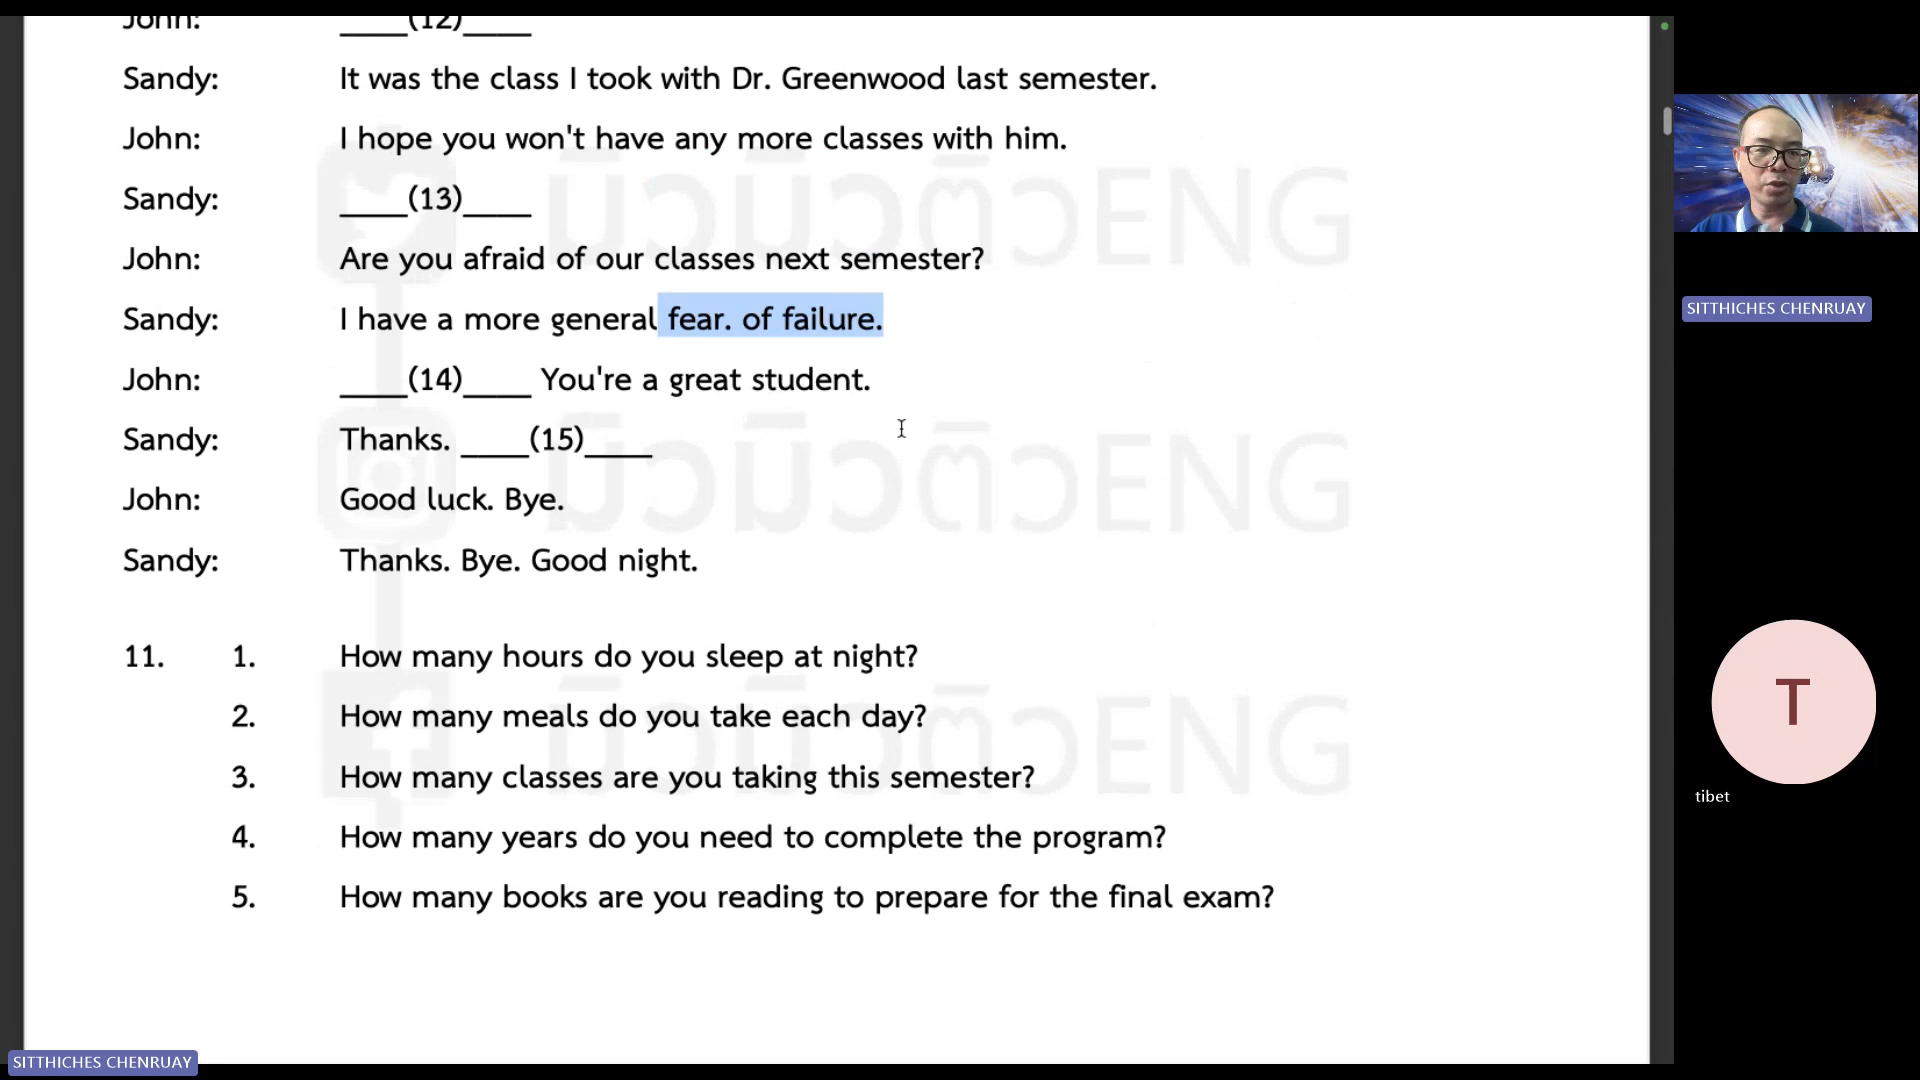 John: ____(12)____
Sandy: It was the class I took with Dr. Greenwood last semester.
John: I hope you won't have any more classes with him.
Sandy: ____(13)____
John: Are you afraid of our classes next semester?
Sandy: I have a more general fear. of failure.
John: ____(14)____ You're a great student.
Sandy: Thanks. ____(15)____
John: Good luck. Bye.
Sandy: Thanks. Bye. Good night.
11. 1. How many hours do you sleep at night?
2. How many meals do you take each day?
3. How many classes are you taking this semester?
4. How many years do you need to complete the program?
5. How many books are you reading to prepare for the final exam?
SITTHICHES CHENRUAY
T
tibet
SITTHICHES CHENRUAY